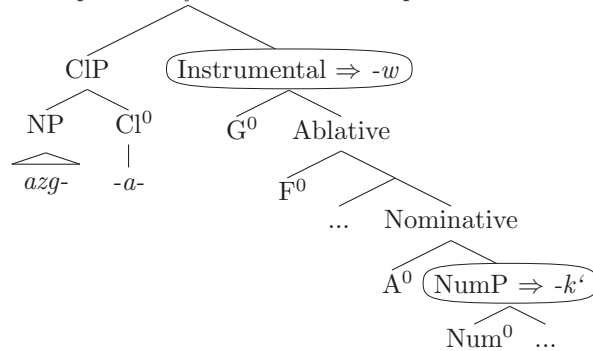 ClP Instrumental ⇒ -w
NP Cl⁰ G⁰ Ablative
azg- -a- F⁰
... Nominative
A⁰ NumP ⇒ -k‘
Num⁰ ...